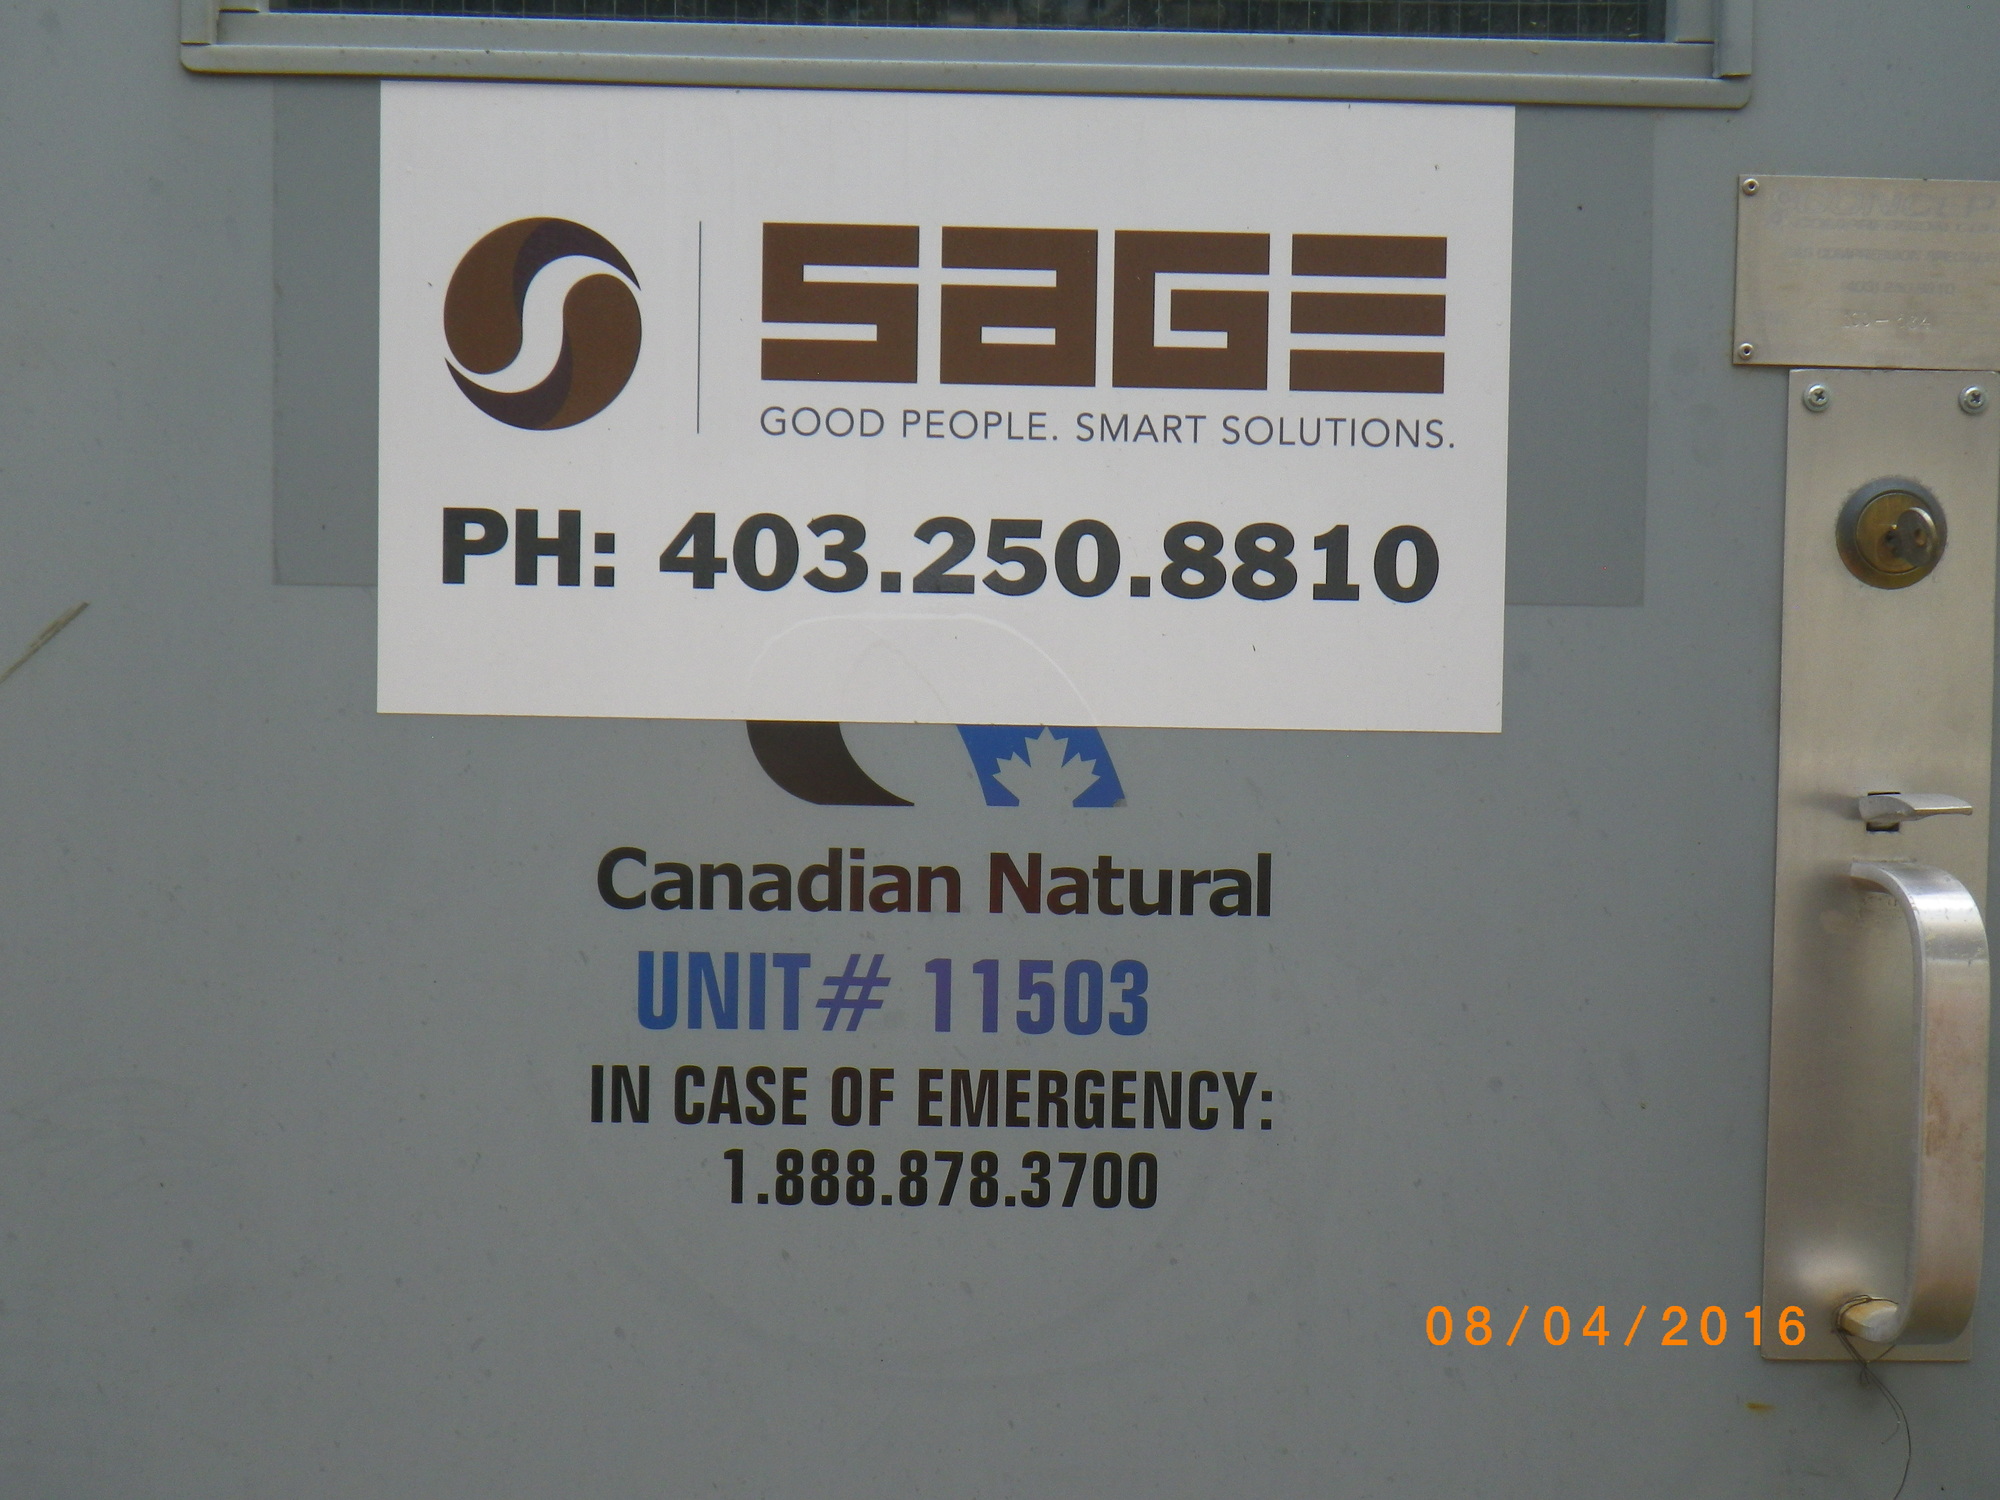 SAGE
GOOD PEOPLE. SMART SOLUTIONS.
PH: 403.250.8810
Canadian Natural
UNIT# 11503
IN CASE OF EMERGENCY:
1.888.878.3700
08/04/2016